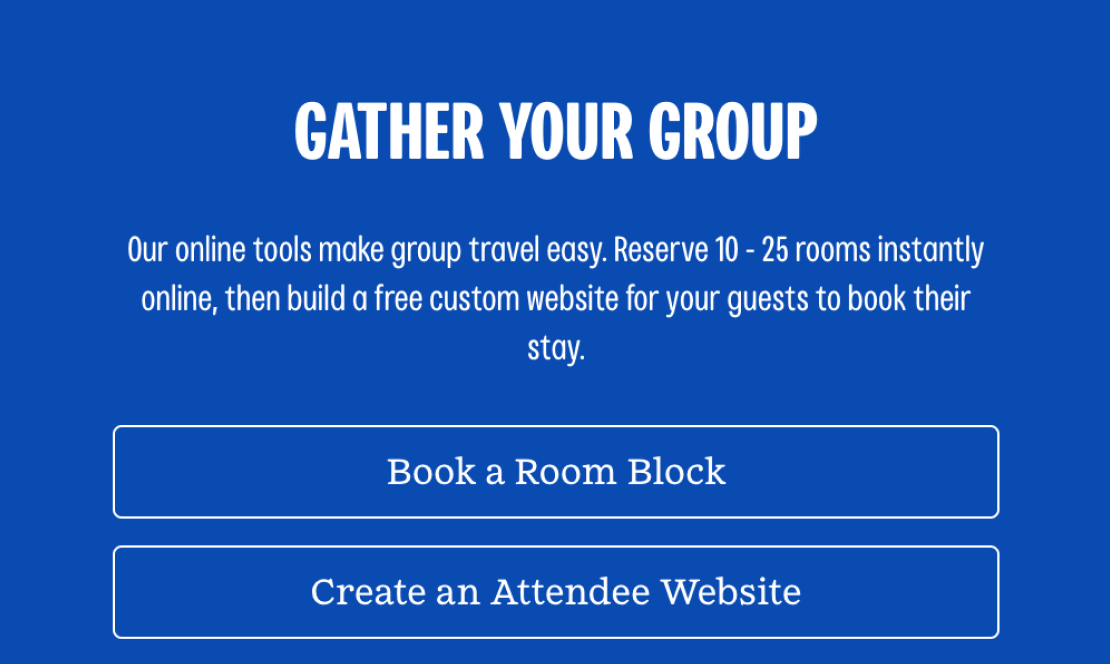 GATHER YOUR GROUP
Our online tools make group travel easy. Reserve 10 - 25 rooms instantly
online, then build a free custom website for your guests to book their
stay.
Book a Room Block
Create an Attendee Website